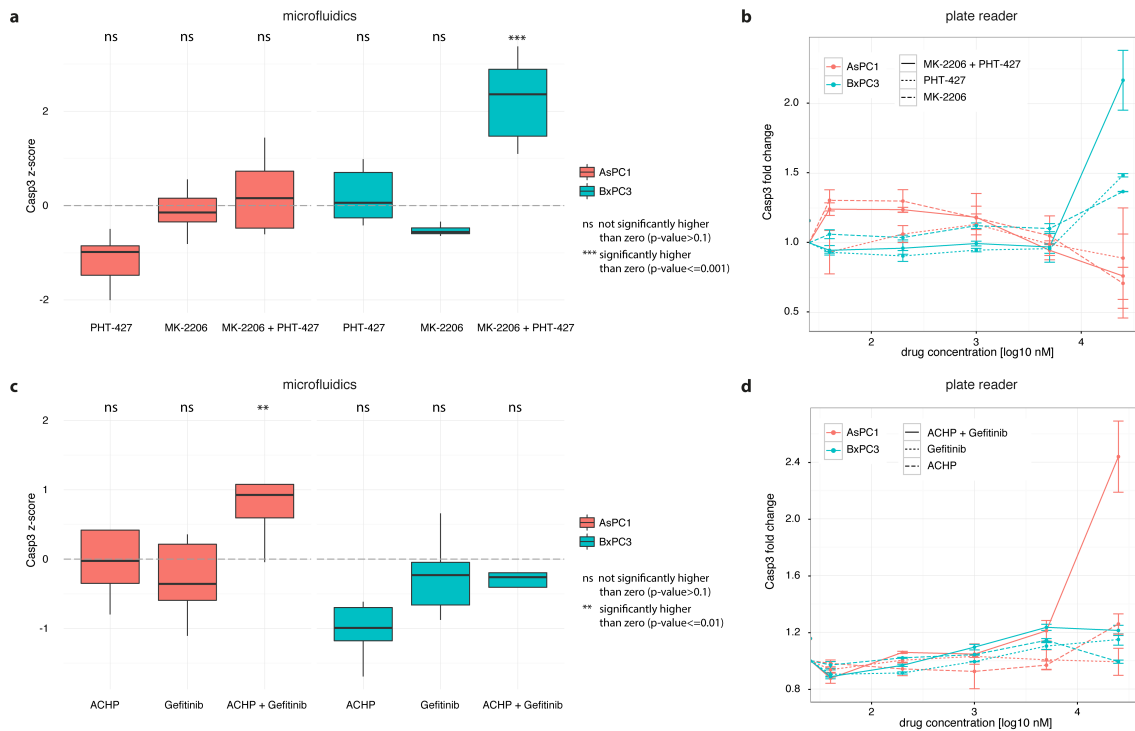 a
microfluidics
ns ns ns ns ns ***
Casp3 z-score
2
0
-2
PHT-427 MK-2206 MK-2206 + PHT-427 PHT-427 MK-2206 MK-2206 + PHT-427
AsPC1
BxPC3
ns not significantly higher
than zero (p-value>0.1)
*** significantly higher
than zero (p-value<=0.001)
b
plate reader
AsPC1
BxPC3
MK-2206 + PHT-427
PHT-427
MK-2206
Casp3 fold change
2.0
1.5
1.0
0.5
2 3 4
drug concentration [log10 nM]
c
microfluidics
ns ns ** ns ns ns
Casp3 z-score
2
1
0
-1
ACHP Gefitinib ACHP + Gefitinib ACHP Gefitinib ACHP + Gefitinib
AsPC1
BxPC3
ns not significantly higher
than zero (p-value>0.1)
** significantly higher
than zero (p-value<=0.01)
d
plate reader
AsPC1
BxPC3
ACHP + Gefitinib
Gefitinib
ACHP
Casp3 fold change
2.4
2.0
1.6
1.2
0.8
2 3 4
drug concentration [log10 nM]